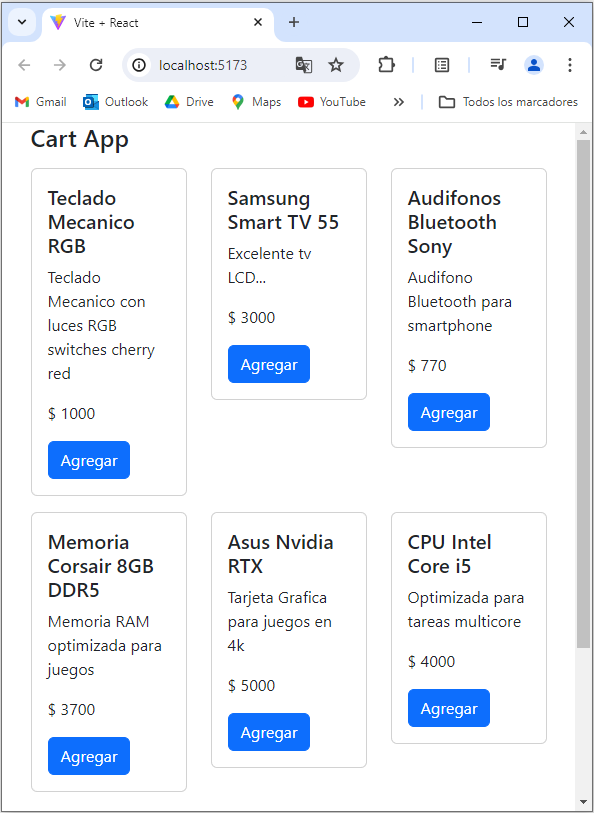 Vite + React
localhost:5173
Gmail
Outlook
Drive
Maps
YouTube
Todos los marcadores
Cart App
Teclado
Mecanico
RGB
Teclado
Mecanico con
luces RGB
switches cherry
red
$ 1000
Agregar
Samsung
Smart TV 55
Excelente tv
LCD...
$ 3000
Agregar
Audifonos
Bluetooth
Sony
Audifono
Bluetooth para
smartphone
$ 770
Agregar
Memoria
Corsair 8GB
DDR5
Memoria RAM
optimizada para
juegos
$ 3700
Agregar
Asus Nvidia
RTX
Tarjeta Grafica
para juegos en
4k
$ 5000
Agregar
CPU Intel
Core i5
Optimizada para
tareas multicore
$ 4000
Agregar